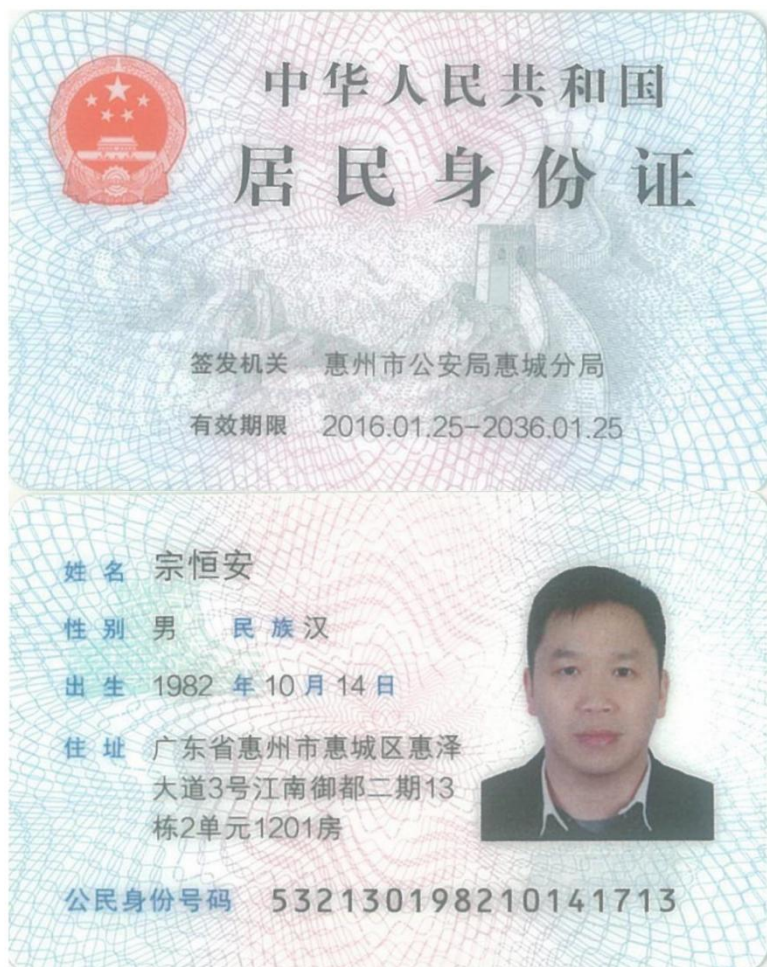 中华人民共和国
居民身份证
签发机关 惠州市公安局惠城分局
有效期限 2016.01.25-2036.01.25
姓名 宗恒安
性别 男 民族 汉
出生 1982 年 10 月 14 日
住址 广东省惠州市惠城区惠泽
大道3号江南御都二期13
栋2单元1201房
公民身份号码 532130198210141713